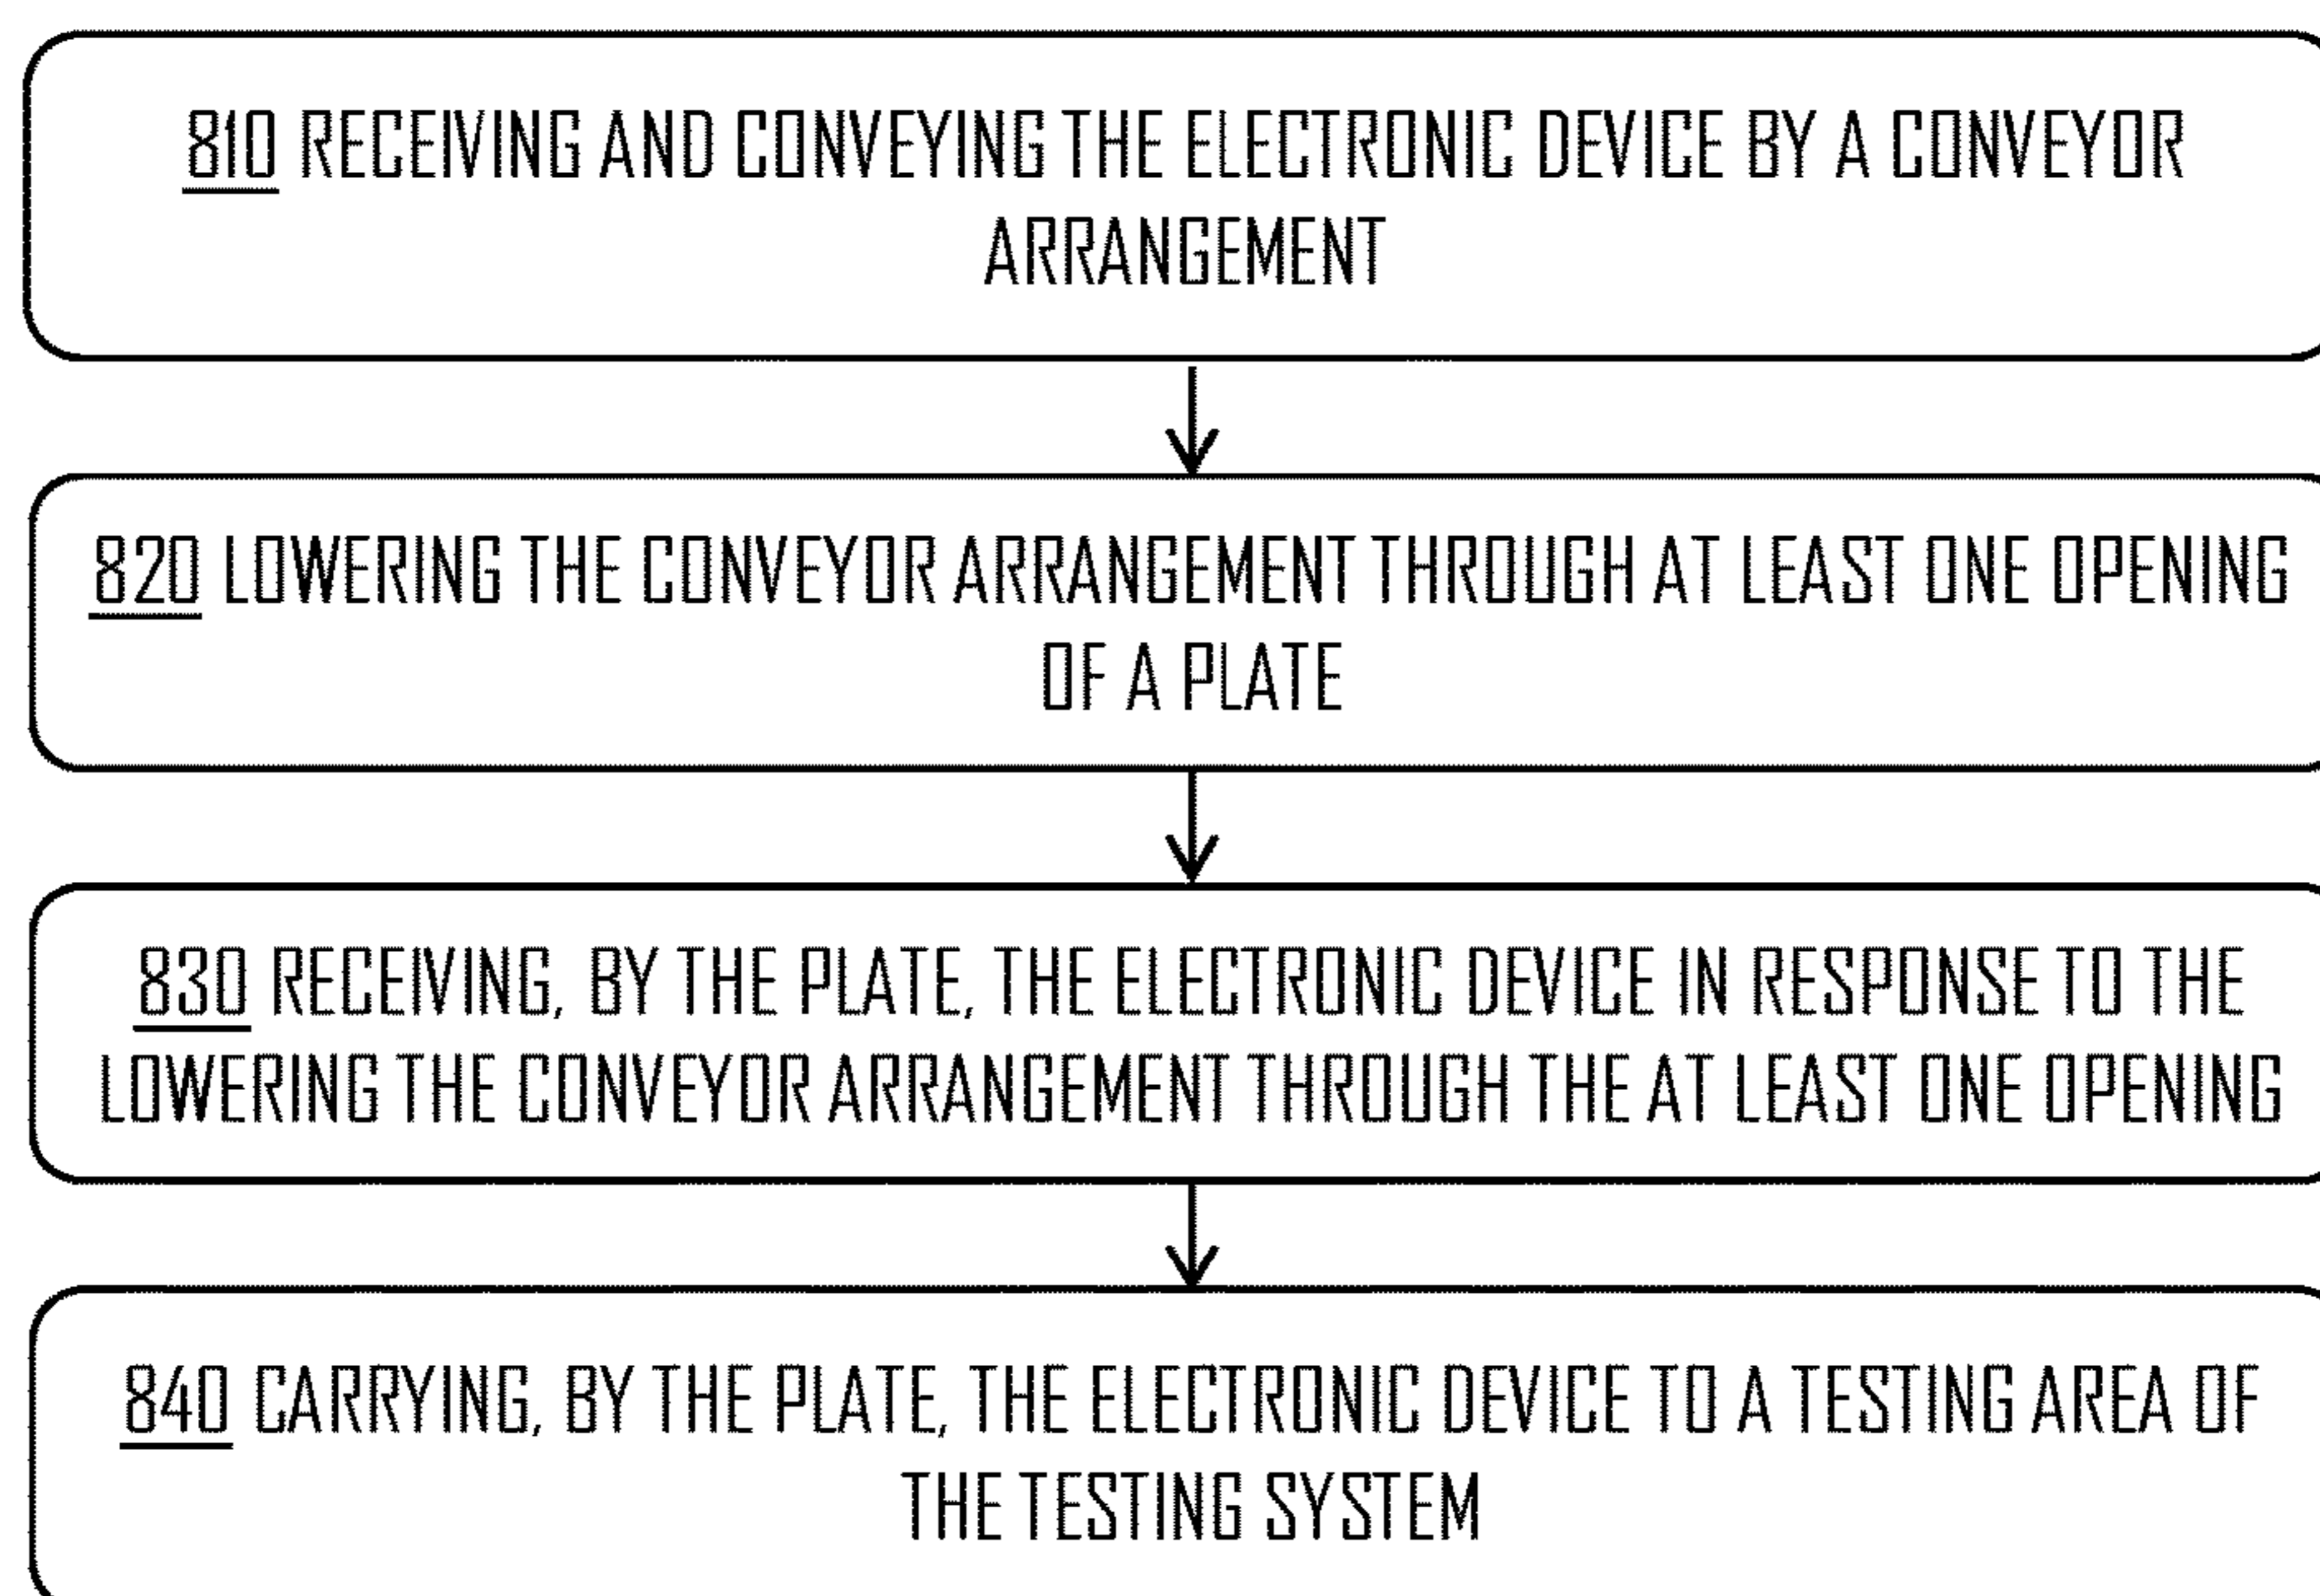 810 RECEIVING AND CONVEYING THE ELECTRONIC DEVICE BY A CONVEYOR
ARRANGEMENT
820 LOWERING THE CONVEYOR ARRANGEMENT THROUGH AT LEAST ONE OPENING
OF A PLATE
830 RECEIVING, BY THE PLATE, THE ELECTRONIC DEVICE IN RESPONSE TO THE
LOWERING THE CONVEYOR ARRANGEMENT THROUGH THE AT LEAST ONE OPENING
840 CARRYING, BY THE PLATE, THE ELECTRONIC DEVICE TO A TESTING AREA OF
THE TESTING SYSTEM